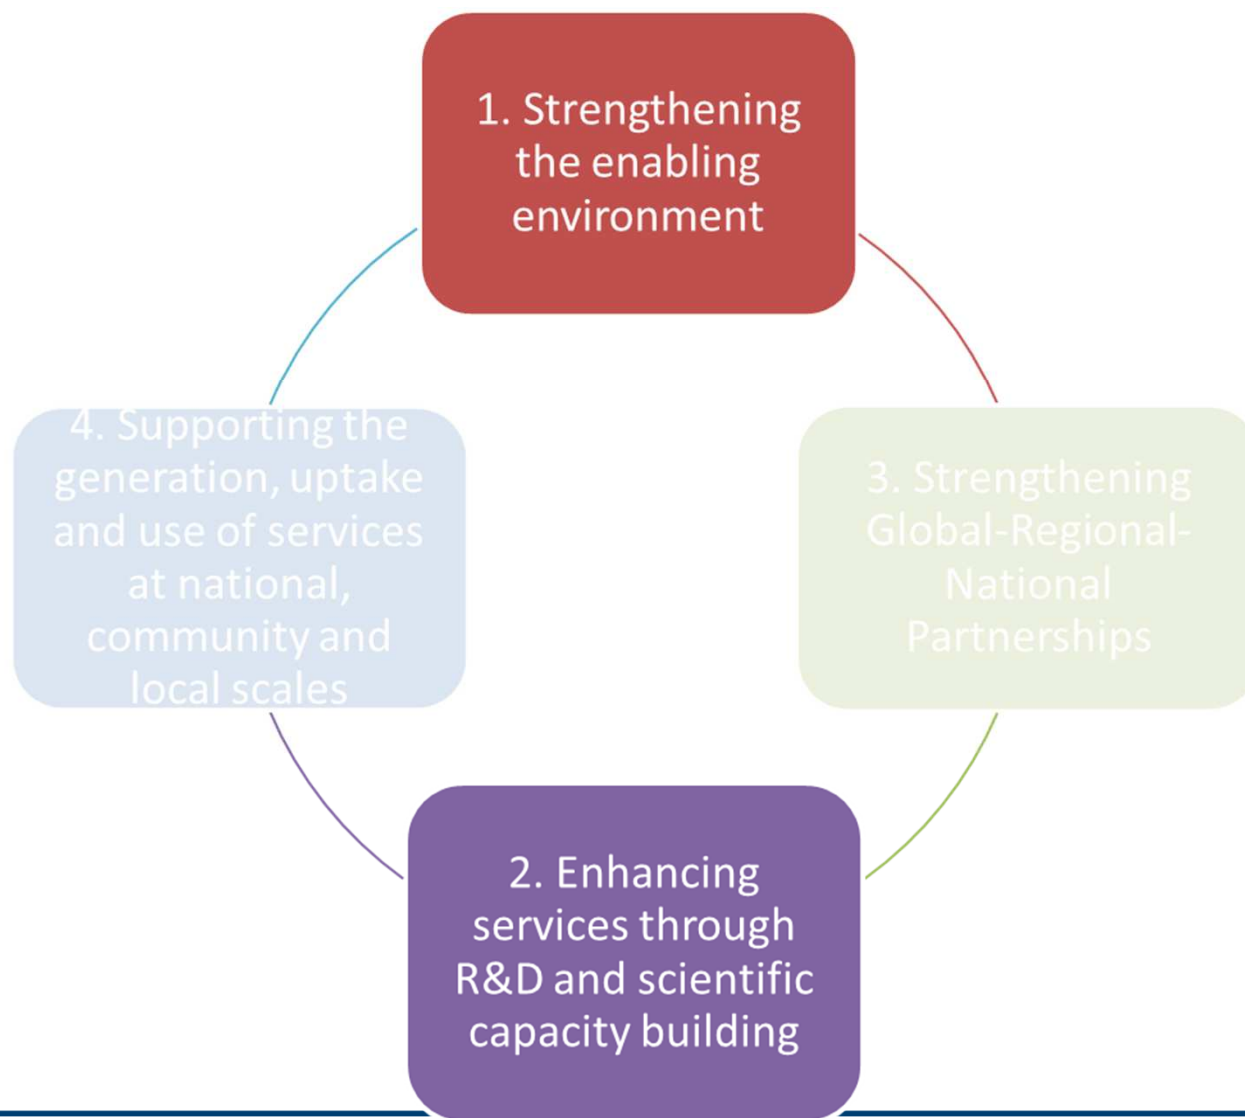 1. Strengthening
the enabling
environment
4. Supporting the
generation, uptake
and use of services
at national,
community and
local scales
3. Strengthening
Global-Regional-
National
Partnerships
2. Enhancing
services through
R&D and scientific
capacity building